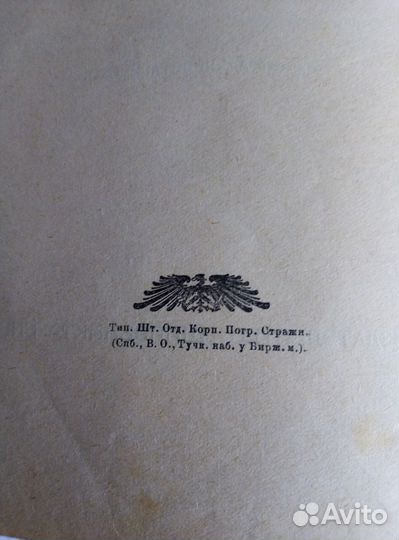 Тип. Шт. Отд. Корп. Погр. Стражи.
(Спб., В. О., Тучк. наб. у Бирж. м.).
Avito